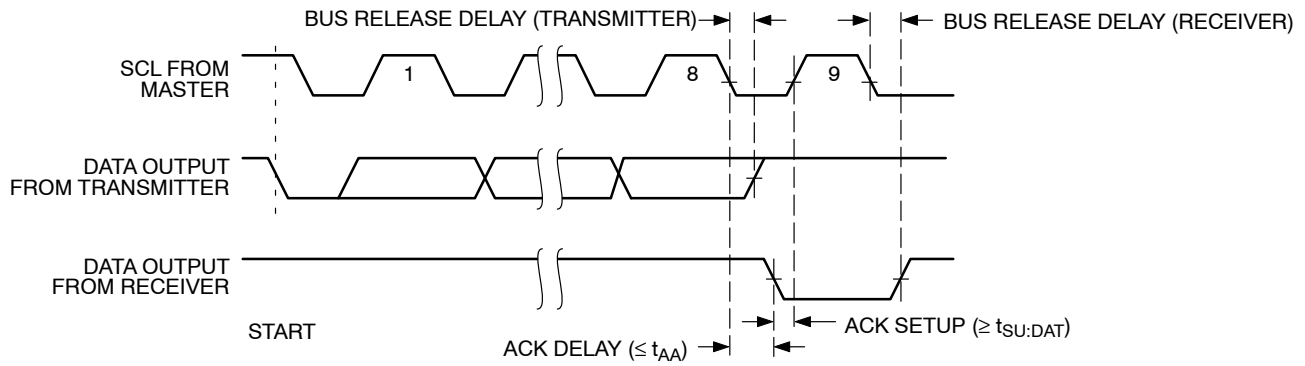 BUS RELEASE DELAY (TRANSMITTER)
BUS RELEASE DELAY (RECEIVER)
SCL FROM
MASTER
1
8
9
DATA OUTPUT
FROM TRANSMITTER
DATA OUTPUT
FROM RECEIVER
START
ACK SETUP (≥ tSU:DAT)
ACK DELAY (≤ tAA)